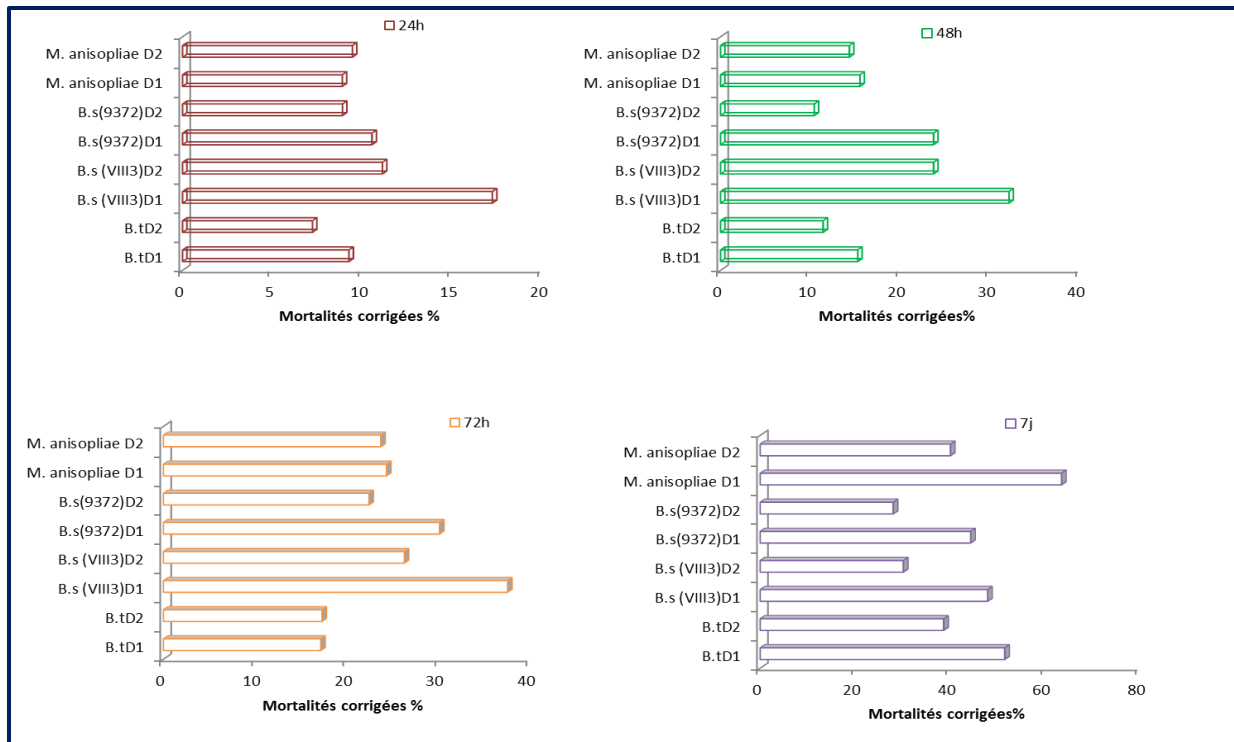 24h
M. anisopliae D2
M. anisopliae D1
B.s(9372)D2
B.s(9372)D1
B.s (VIII3)D2
B.s (VIII3)D1
B.tD2
B.tD1
0 5 10 15 20
Mortalités corrigées %
48h
M. anisopliae D2
M. anisopliae D1
B.s(9372)D2
B.s(9372)D1
B.s (VIII3)D2
B.s (VIII3)D1
B.tD2
B.tD1
0 10 20 30 40
Mortalités corrigées%
72h
M. anisopliae D2
M. anisopliae D1
B.s(9372)D2
B.s(9372)D1
B.s (VIII3)D2
B.s (VIII3)D1
B.tD2
B.tD1
0 10 20 30 40
Mortalités corrigées %
7j
M. anisopliae D2
M. anisopliae D1
B.s(9372)D2
B.s(9372)D1
B.s (VIII3)D2
B.s (VIII3)D1
B.tD2
B.tD1
0 20 40 60 80
Mortalités corrigées%